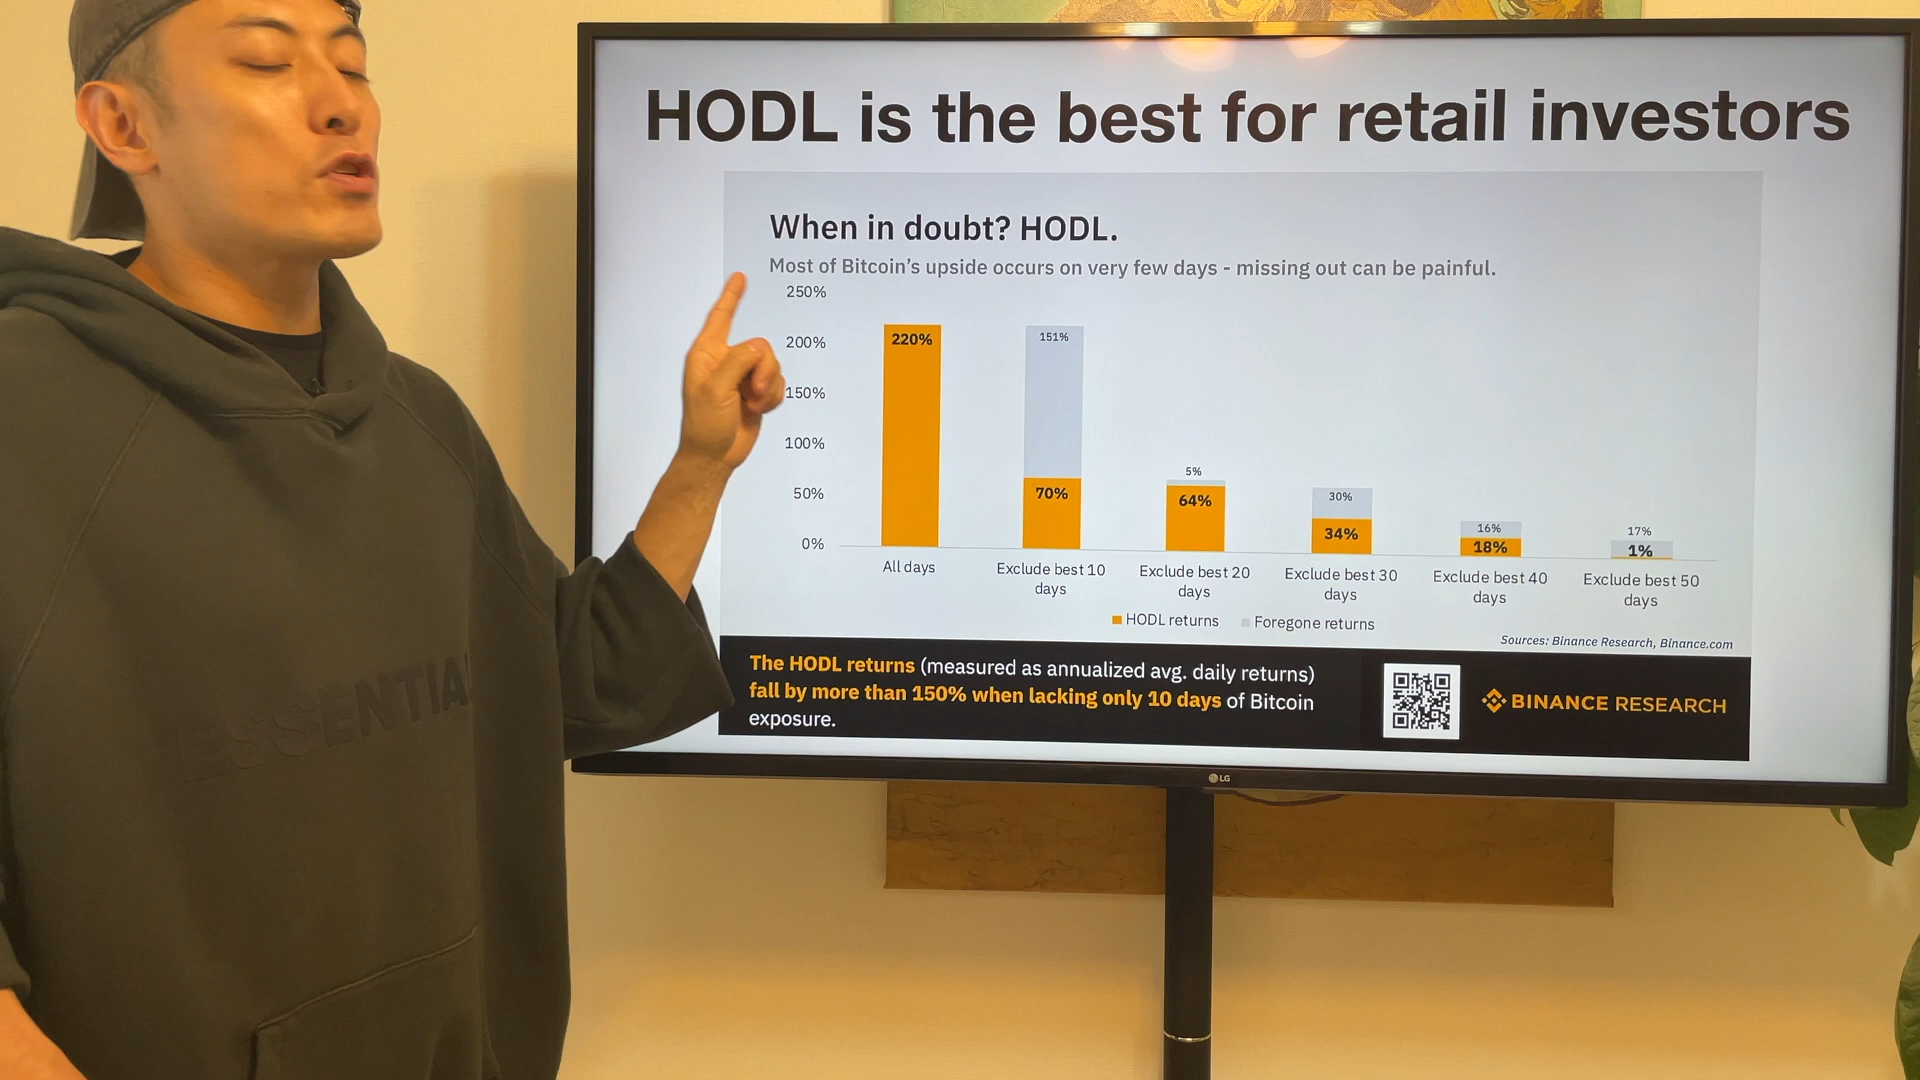 HODL is the best for retail investors
When in doubt? HODL.
Most of Bitcoin's upside occurs on very few days - missing out can be painful.
250%
200%
150%
100%
50%
0%
220%
151%
70%
5%
64%
30%
34%
16%
18%
17%
1%
All days
Exclude best 10
days
Exclude best 20
days
Exclude best 30
days
Exclude best 40
days
Exclude best 50
days
HODL returns
Foregone returns
Sources: Binance Research, Binance.com
The HODL returns (measured as annualized avg. daily returns)
fall by more than 150% when lacking only 10 days of Bitcoin
exposure.
BINANCE RESEARCH
LG
ESSENTIA